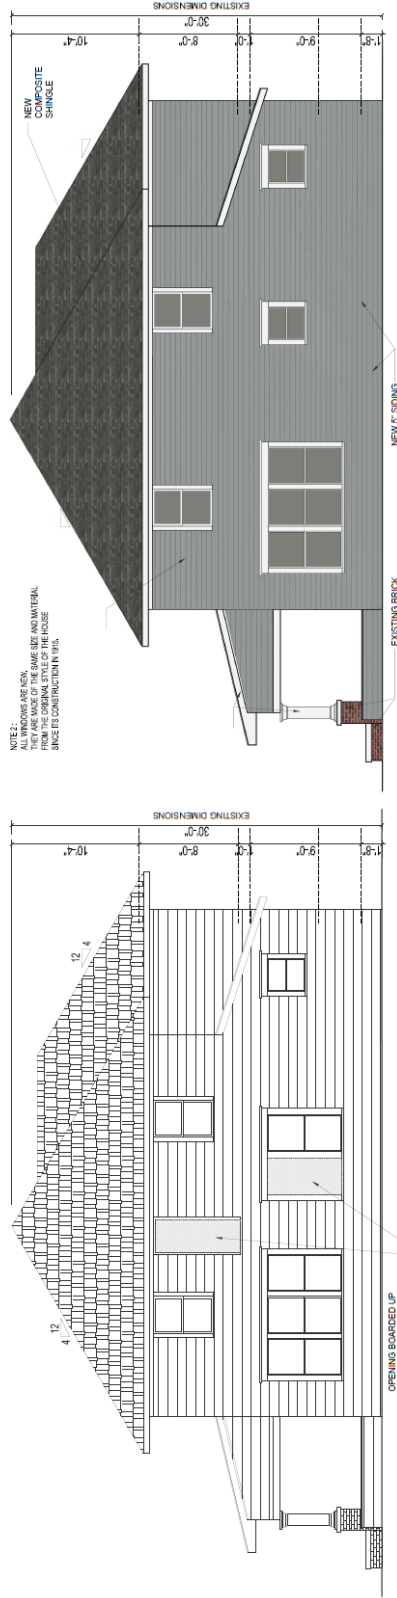 NEW
COMPOSITE
SHINGLE
NOTE 2:
ALL WINDOWS ARE NEW,
THEY ARE MADE OF THE SAME SIZE AND MATERIAL
FROM THE ORIGINAL STYLE OF THE HOUSE
SINCE ITS CONSTRUCTION IN 1915.
EXISTING BRICK
NEW 5" SIDING
10'-4"
8'-0"
1'-0"
9'-0"
1'-8"
30'-0"
EXISTING DIMENSIONS
12
4
12
4
OPENING BOARDED UP
10'-4"
8'-0"
1'-0"
9'-0"
1'-8"
30'-0"
EXISTING DIMENSIONS